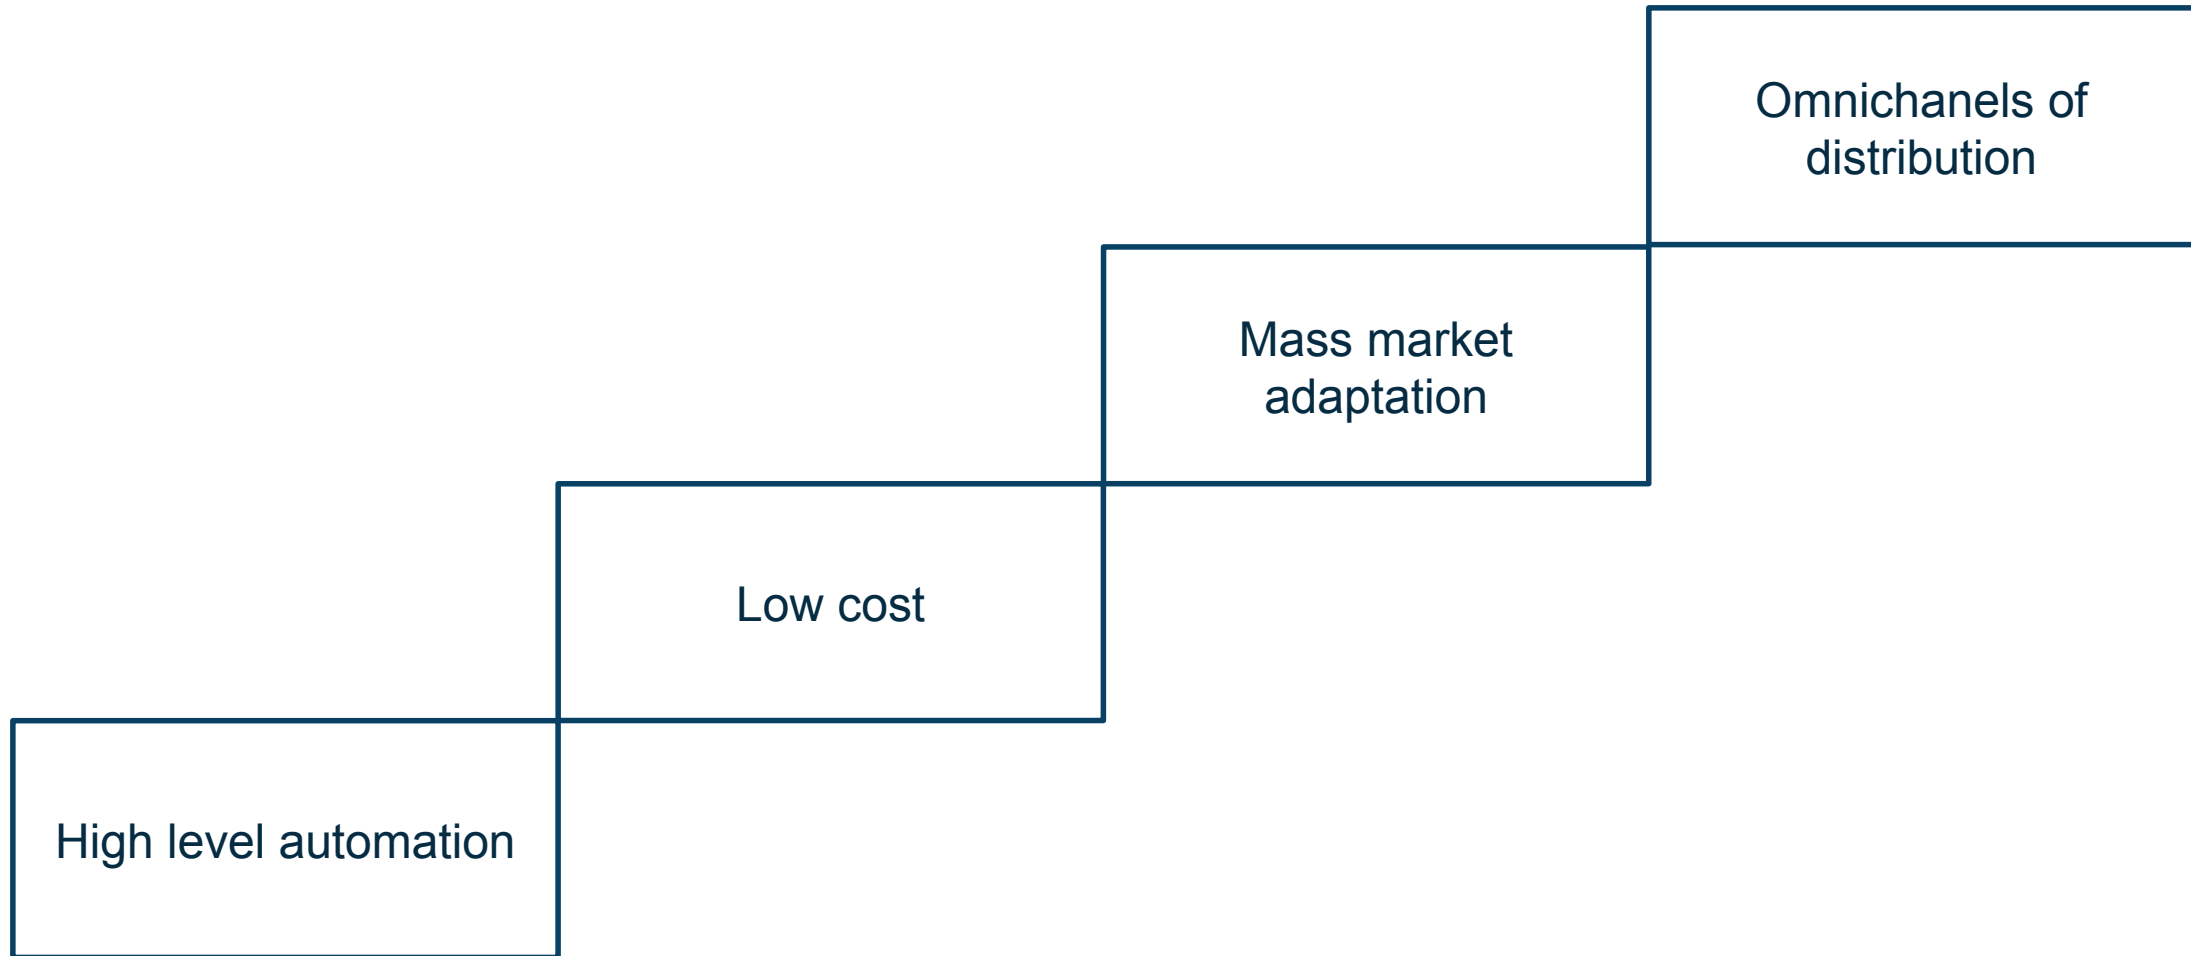 Omnichanels of
distribution
Mass market
adaptation
Low cost
High level automation